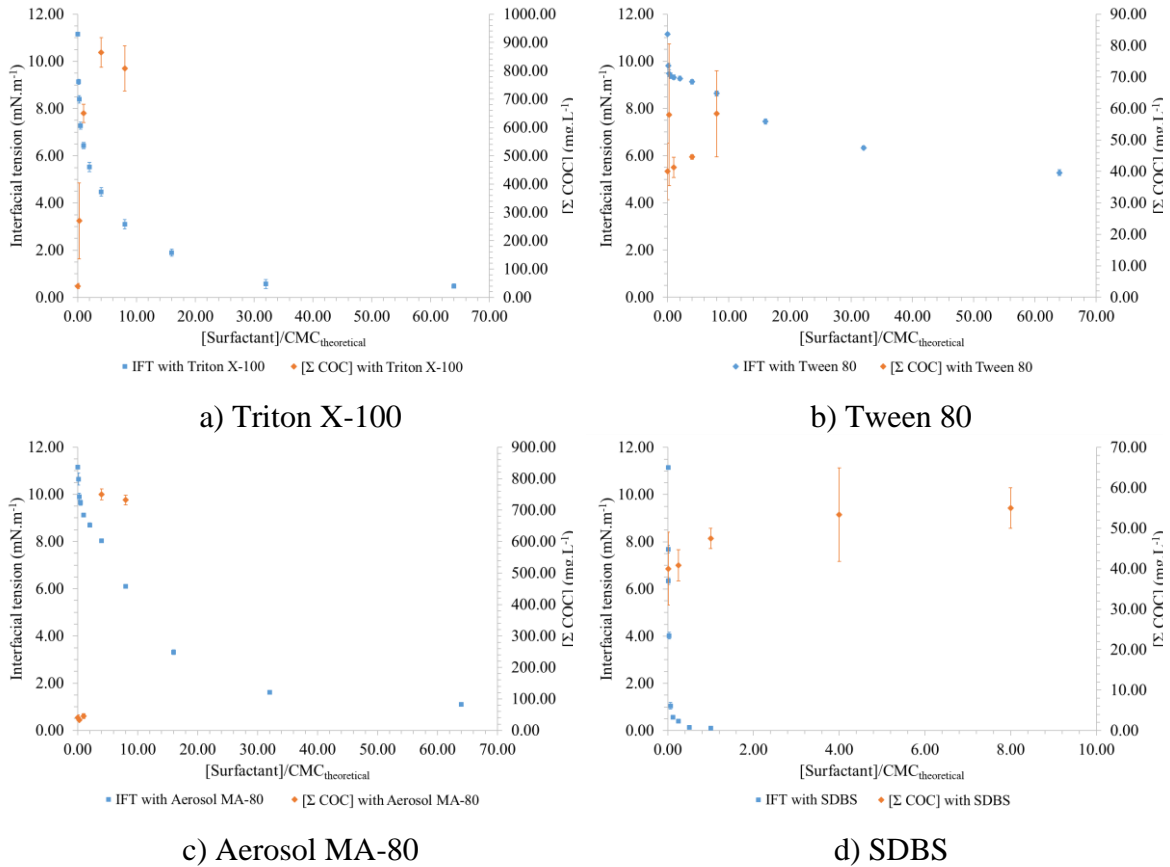 12.00
10.00
8.00
6.00
4.00
2.00
0.00
Interfacial tension (mN.m-1)
1000.00
900.00
800.00
700.00
600.00
500.00
400.00
300.00
200.00
100.00
0.00
[Σ COC] (mg.L-1)
0.00 10.00 20.00 30.00 40.00 50.00 60.00 70.00
[Surfactant]/CMCtheoretical
IFT with Triton X-100 [Σ COC] with Triton X-100
a) Triton X-100
12.00
10.00
8.00
6.00
4.00
2.00
0.00
Interfacial tension (mN.m-1)
90.00
80.00
70.00
60.00
50.00
40.00
30.00
20.00
10.00
0.00
[Σ COC] (mg.L-1)
0.00 10.00 20.00 30.00 40.00 50.00 60.00 70.00
[Surfactant]/CMCtheoretical
IFT with Tween 80 [Σ COC] with Tween 80
b) Tween 80
12.00
10.00
8.00
6.00
4.00
2.00
0.00
Interfacial tension (mN.m-1)
900.00
800.00
700.00
600.00
500.00
400.00
300.00
200.00
100.00
0.00
[Σ COC] (mg.L-1)
0.00 10.00 20.00 30.00 40.00 50.00 60.00 70.00
[Surfactant]/CMCtheoretical
IFT with Aerosol MA-80 [Σ COC] with Aerosol MA-80
c) Aerosol MA-80
12.00
10.00
8.00
6.00
4.00
2.00
0.00
Interfacial tension (mN.m-1)
70.00
60.00
50.00
40.00
30.00
20.00
10.00
0.00
[Σ COC] (mg.L-1)
0.00 2.00 4.00 6.00 8.00 10.00
[Surfactant]/CMCtheoretical
IFT with SDBS [Σ COC] with SDBS
d) SDBS